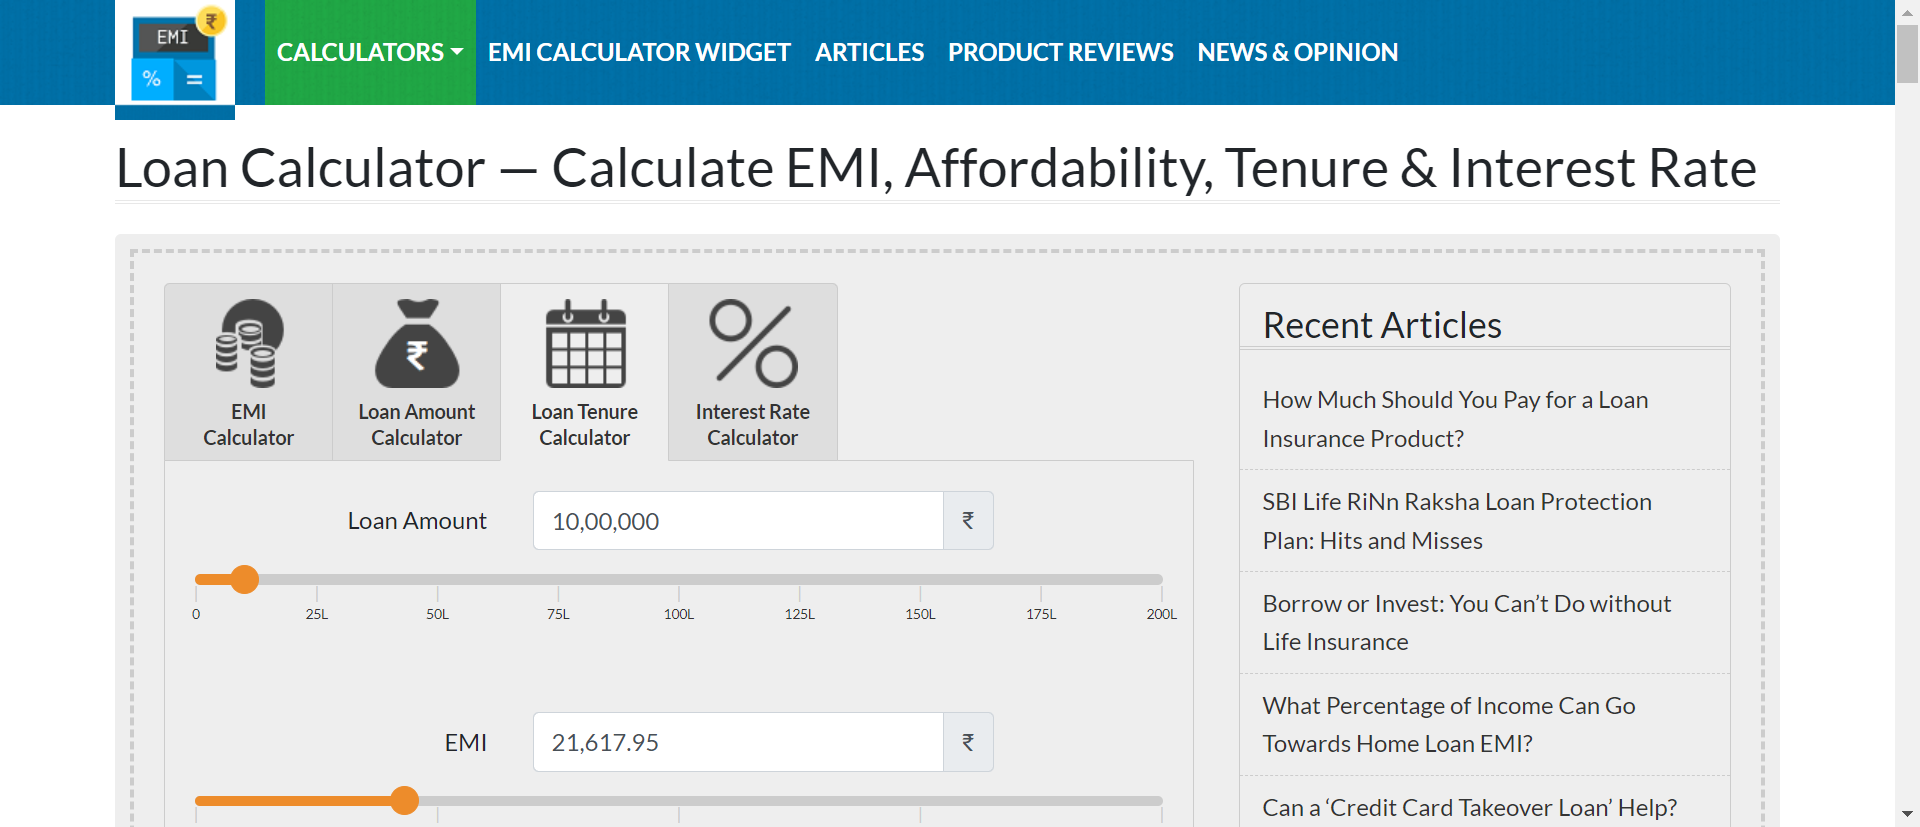 EMI
₹
%
=
CALCULATORS
EMI CALCULATOR WIDGET
ARTICLES
PRODUCT REVIEWS
NEWS & OPINION
Loan Calculator — Calculate EMI, Affordability, Tenure & Interest Rate
EMI
Calculator
₹
Loan Amount
Calculator
Loan Tenure
Calculator
Interest Rate
Calculator
Loan Amount
10,00,000
₹
0 25L 50L 75L 100L 125L 150L 175L 200L
EMI
21,617.95
₹
Recent Articles
How Much Should You Pay for a Loan
Insurance Product?
SBI Life RiNn Raksha Loan Protection
Plan: Hits and Misses
Borrow or Invest: You Can’t Do without
Life Insurance
What Percentage of Income Can Go
Towards Home Loan EMI?
Can a ‘Credit Card Takeover Loan’ Help?